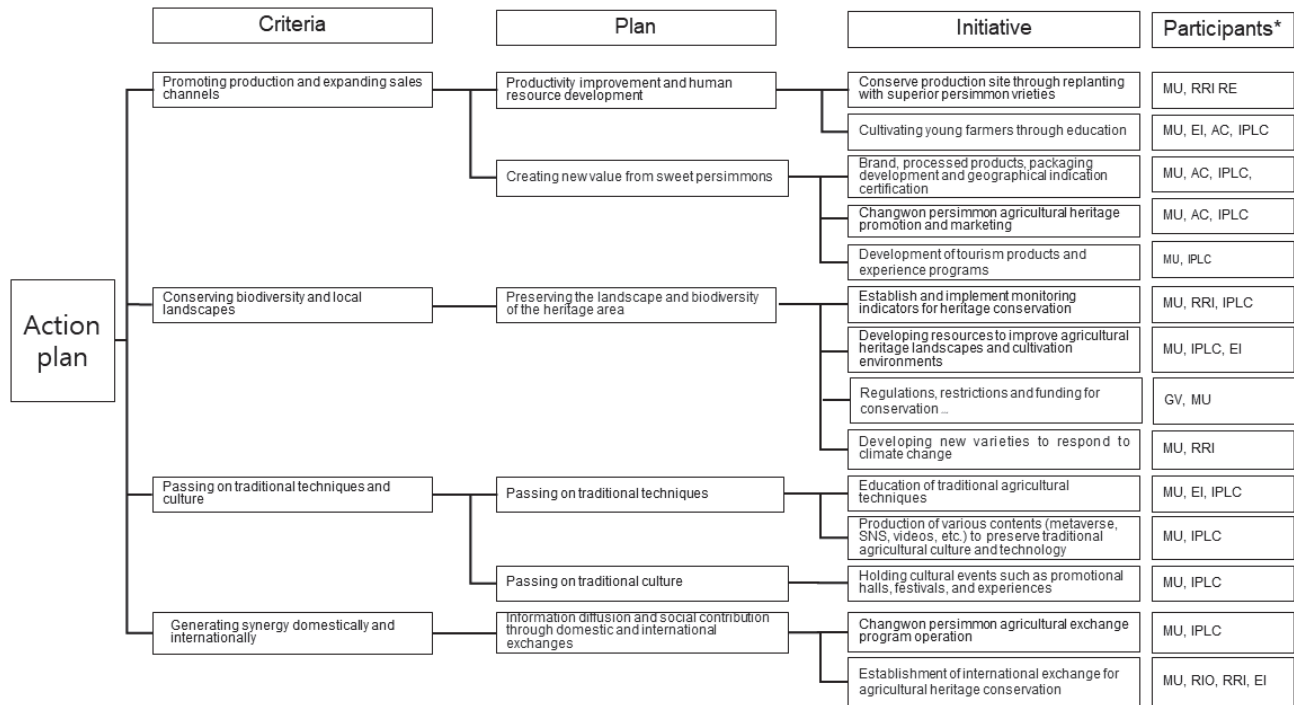 Criteria
Plan
Initiative
Participants*
Action
plan
Promoting production and expanding sales
channels
Productivity improvement and human
resource development
Conserve production site through replanting
with superior persimmon vrieties
MU, RRI RE
Cultivating young farmers through education
MU, EI, AC, IPLC
Creating new value from sweet persimmons
Brand, processed products, packaging
development and geographical indication
certification
MU, AC, IPLC,
Changwon persimmon agricultural heritage
promotion and marketing
MU, AC, IPLC
Development of tourism products and
experience programs
MU, IPLC
Conserving biodiversity and local
landscapes
Preserving the landscape and biodiversity
of the heritage area
Establish and implement monitoring
indicators for heritage conservation
MU, RRI, IPLC
Developing resources to improve agricultural
heritage landscapes and cultivation
environments
MU, IPLC, EI
Regulations, restrictions and funding for
conservation ...
GV, MU
Developing new varieties to respond to
climate change
MU, RRI
Passing on traditional techniques and
culture
Passing on traditional techniques
Education of traditional agricultural
techniques
MU, EI, IPLC
Production of various contents (metaverse,
SNS, videos, etc.) to preserve traditional
agricultural culture and technology
MU, IPLC
Passing on traditional culture
Holding cultural events such as promotional
halls, festivals, and experiences
MU, IPLC
Generating synergy domestically and
internationally
Information diffusion and social contribution
through domestic and international
exchanges
Changwon persimmon agricultural exchange
program operation
MU, IPLC
Establishment of international exchange for
agricultural heritage conservation
MU, RIO, RRI, EI